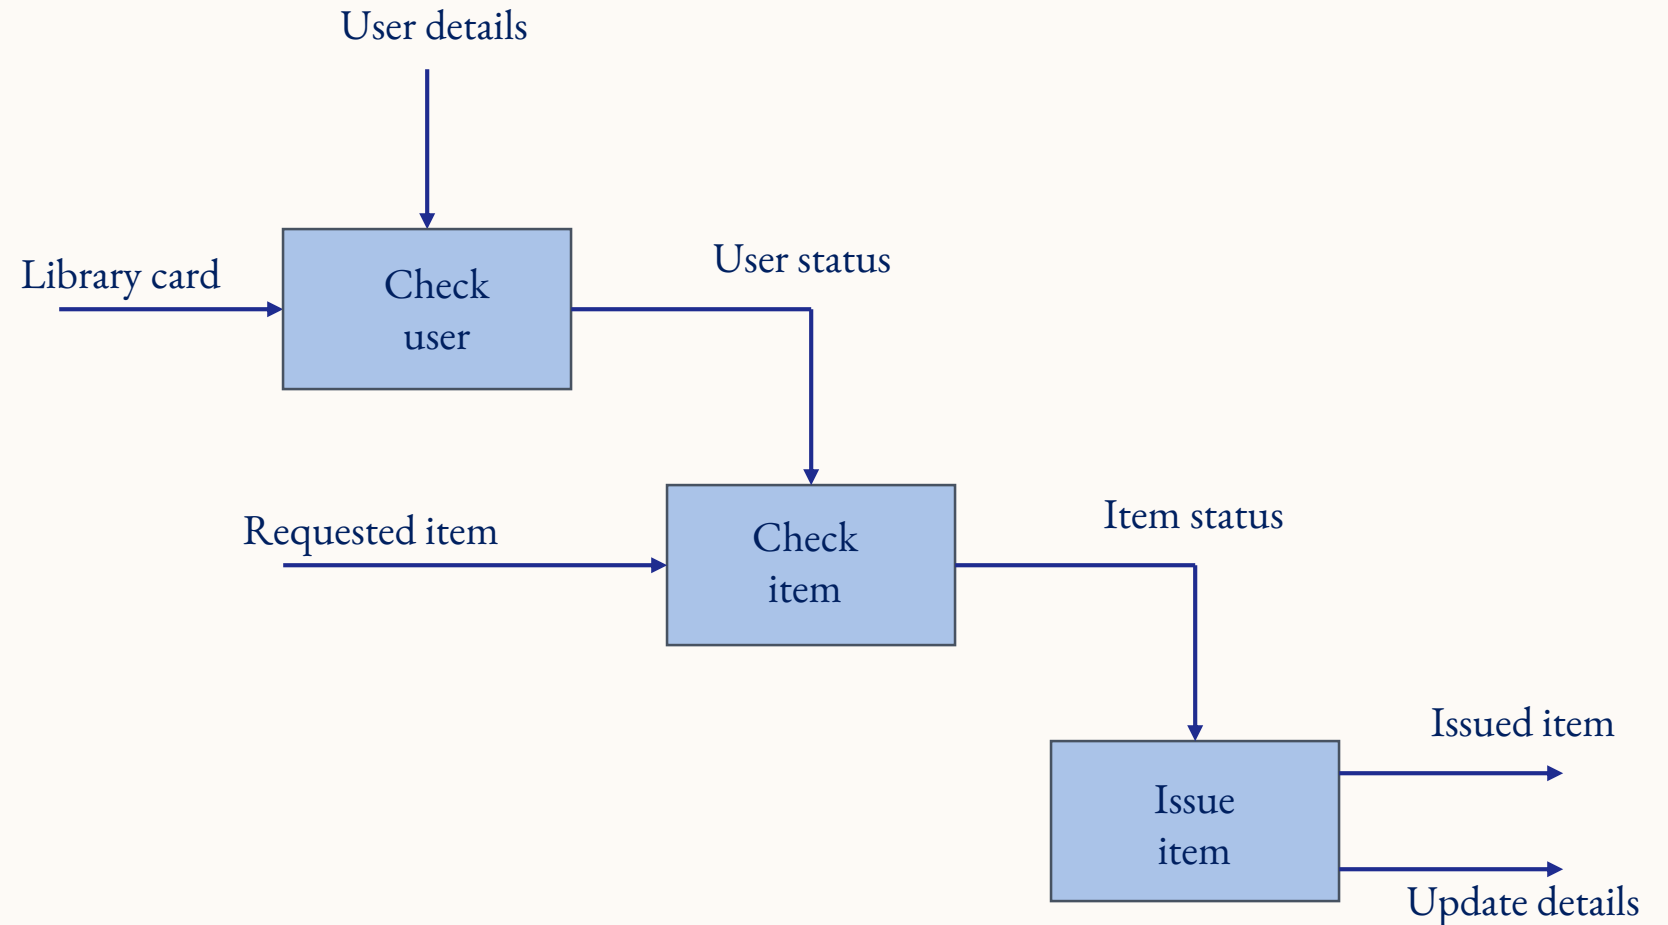 User details
Library card
Check
user
User status
Requested item
Check
item
Item status
Issued item
Issue
item
Update details